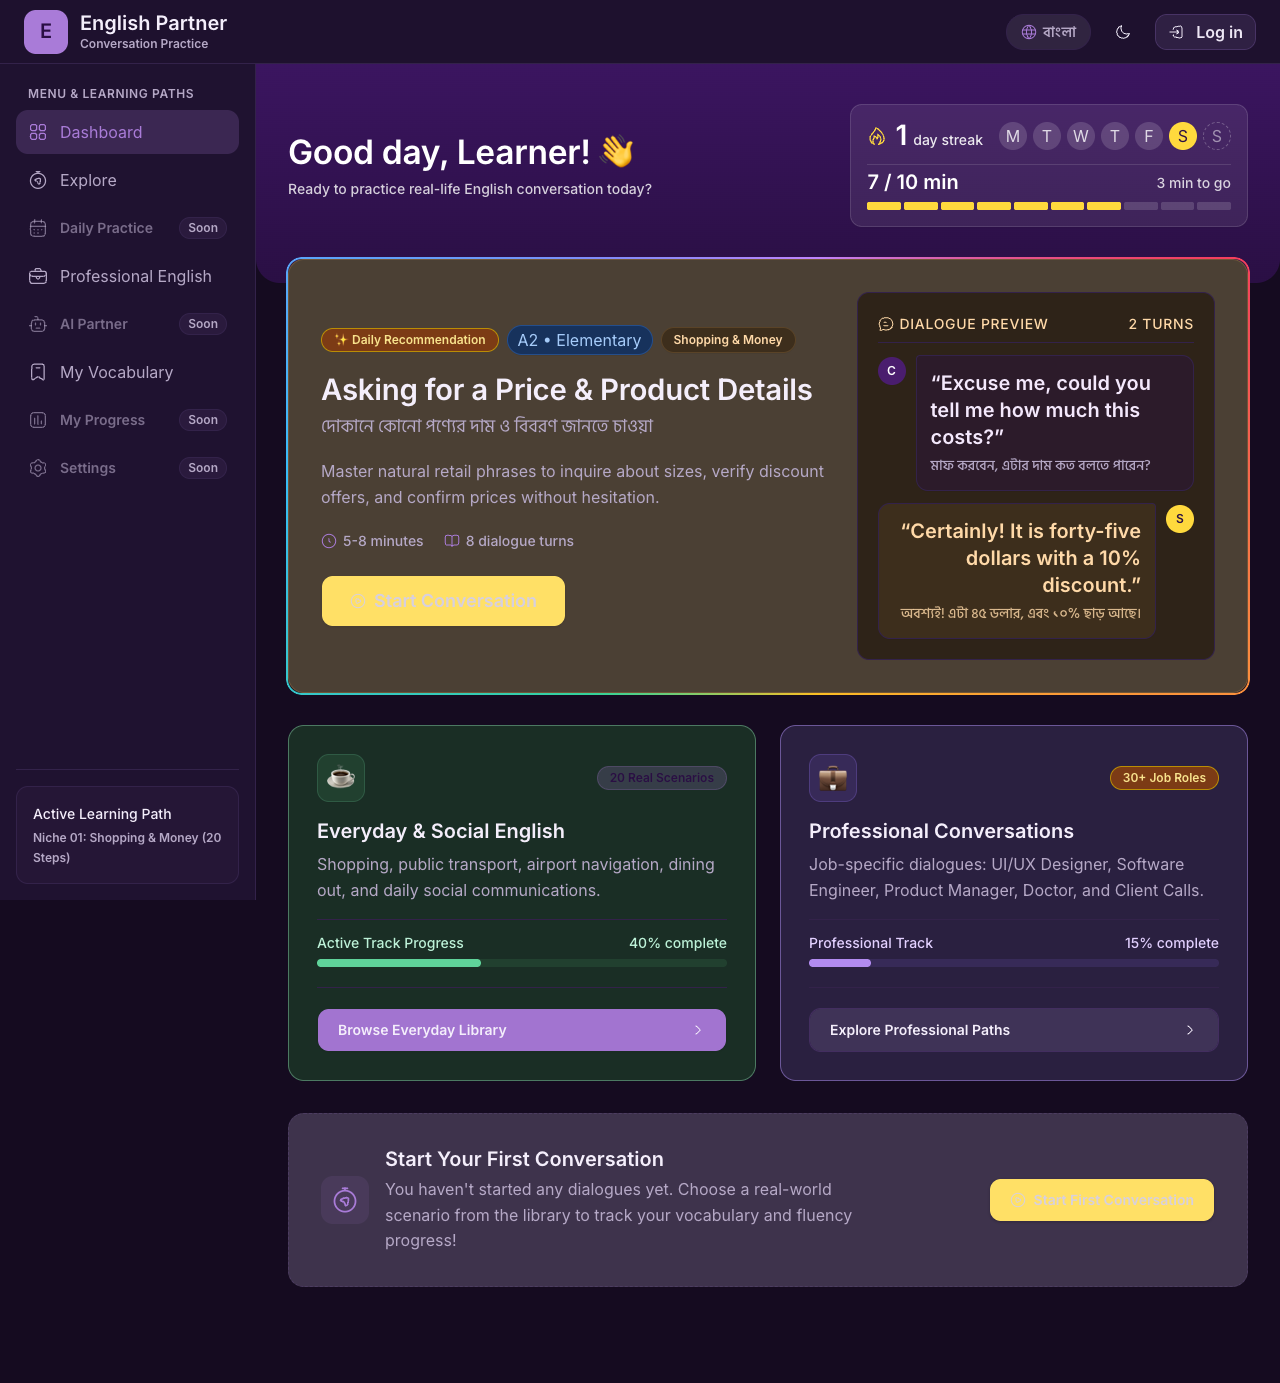 E
English Partner
Conversation Practice
বাংলা
Log in
MENU & LEARNING PATHS
Dashboard
Explore
Daily Practice Soon
Professional English
AI Partner Soon
My Vocabulary
My Progress Soon
Settings Soon
Active Learning Path
Niche 01: Shopping & Money (20
Steps)
Good day, Learner! 👋
Ready to practice real-life English conversation today?
1 day streak M T W T F S S
7 / 10 min 3 min to go
✨ Daily Recommendation A2 • Elementary Shopping & Money
Asking for a Price & Product Details
দোকানে কোনো পণ্যের দাম ও বিবরণ জানতে চাওয়া
Master natural retail phrases to inquire about sizes, verify discount
offers, and confirm prices without hesitation.
5-8 minutes 8 dialogue turns
Start Conversation
DIALOGUE PREVIEW 2 TURNS
C
“Excuse me, could you
tell me how much this
costs?”
মাফ করবেন, এটার দাম কত বলতে পারেন?
S
“Certainly! It is forty-five
dollars with a 10%
discount.”
অবশ্যই! এটা ৪৫ ডলার, এবং ১০% ছাড় আছে।
20 Real Scenarios
Everyday & Social English
Shopping, public transport, airport navigation, dining
out, and daily social communications.
Active Track Progress 40% complete
Browse Everyday Library
30+ Job Roles
Professional Conversations
Job-specific dialogues: UI/UX Designer, Software
Engineer, Product Manager, Doctor, and Client Calls.
Professional Track 15% complete
Explore Professional Paths
Start Your First Conversation
You haven't started any dialogues yet. Choose a real-world
scenario from the library to track your vocabulary and fluency
progress!
Start First Conversation